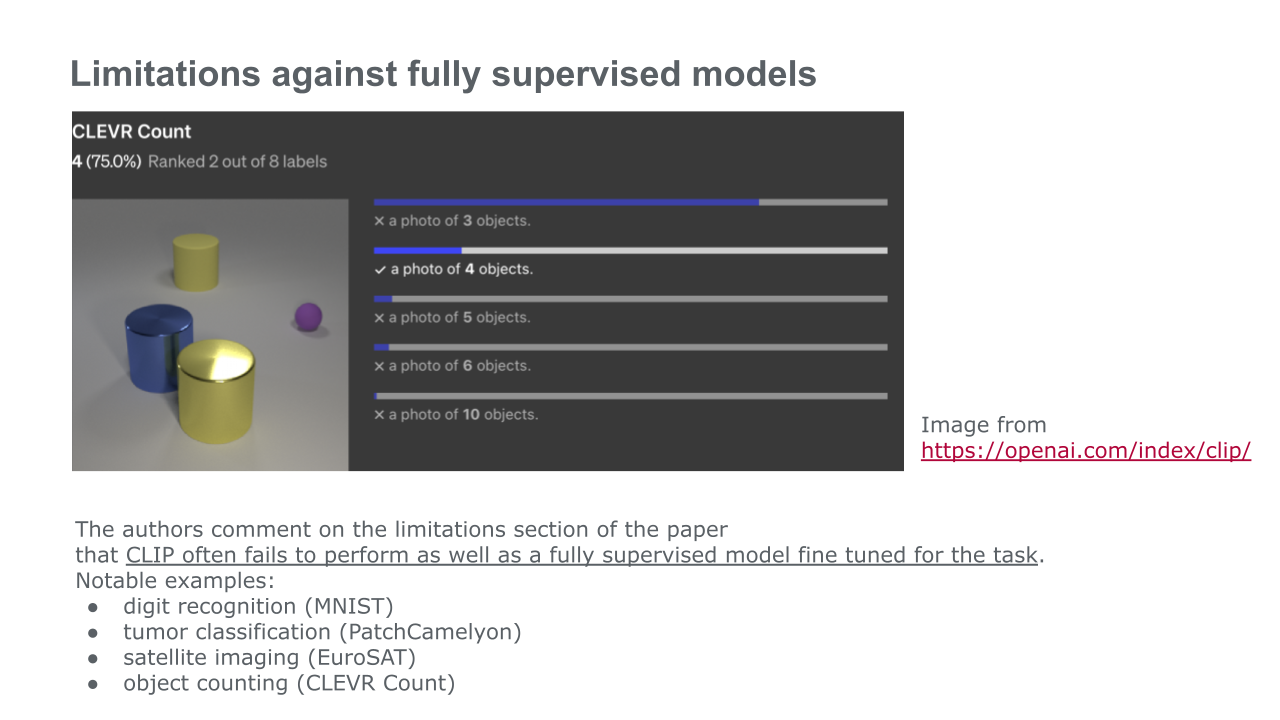 Limitations against fully supervised models
CLEVR Count
4 (75.0%) Ranked 2 out of 8 labels
✕ a photo of 3 objects.
✓ a photo of 4 objects.
✕ a photo of 5 objects.
✕ a photo of 6 objects.
✕ a photo of 10 objects.
Image from
https://openai.com/index/clip/
The authors comment on the limitations section of the paper
that CLIP often fails to perform as well as a fully supervised model fine tuned for the task.
Notable examples:
● digit recognition (MNIST)
● tumor classification (PatchCamelyon)
● satellite imaging (EuroSAT)
● object counting (CLEVR Count)